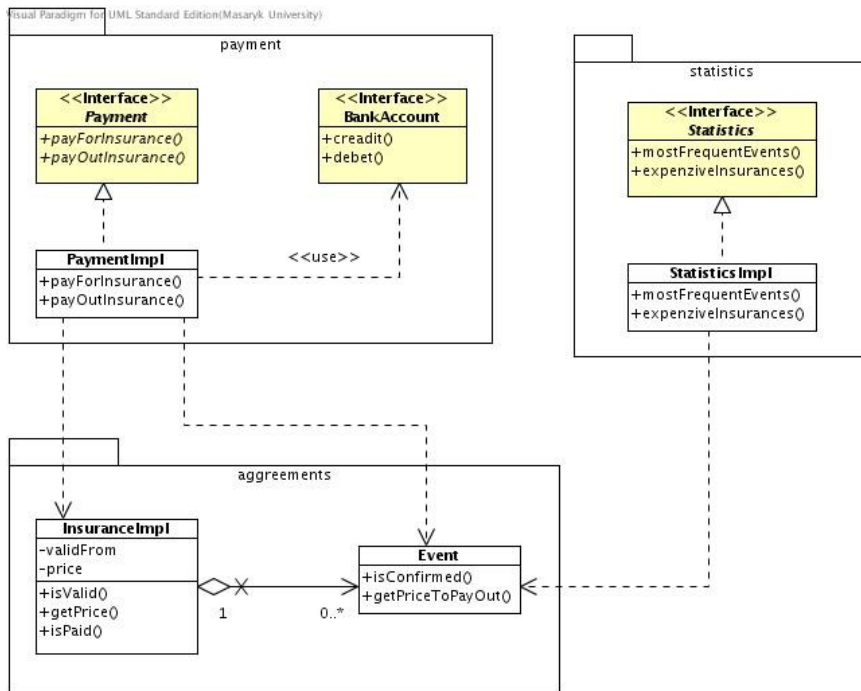 Visual Paradigm for UML Standard Edition(Masaryk University)
payment
<<Interface>>
Payment
+payForInsurance()
+payOutInsurance()
<<Interface>>
BankAccount
+creadit()
+debet()
PaymentImpl
+payForInsurance()
+payOutInsurance()
<<use>>
statistics
<<Interface>>
Statistics
+mostFrequentEvents()
+expenziveInsurances()
StatisticsImpl
+mostFrequentEvents()
+expenziveInsurances()
aggreements
InsuranceImpl
-validFrom
-price
+isValid()
+getPrice()
+isPaid()
1
0..*
Event
+isConfirmed()
+getPriceToPayOut()